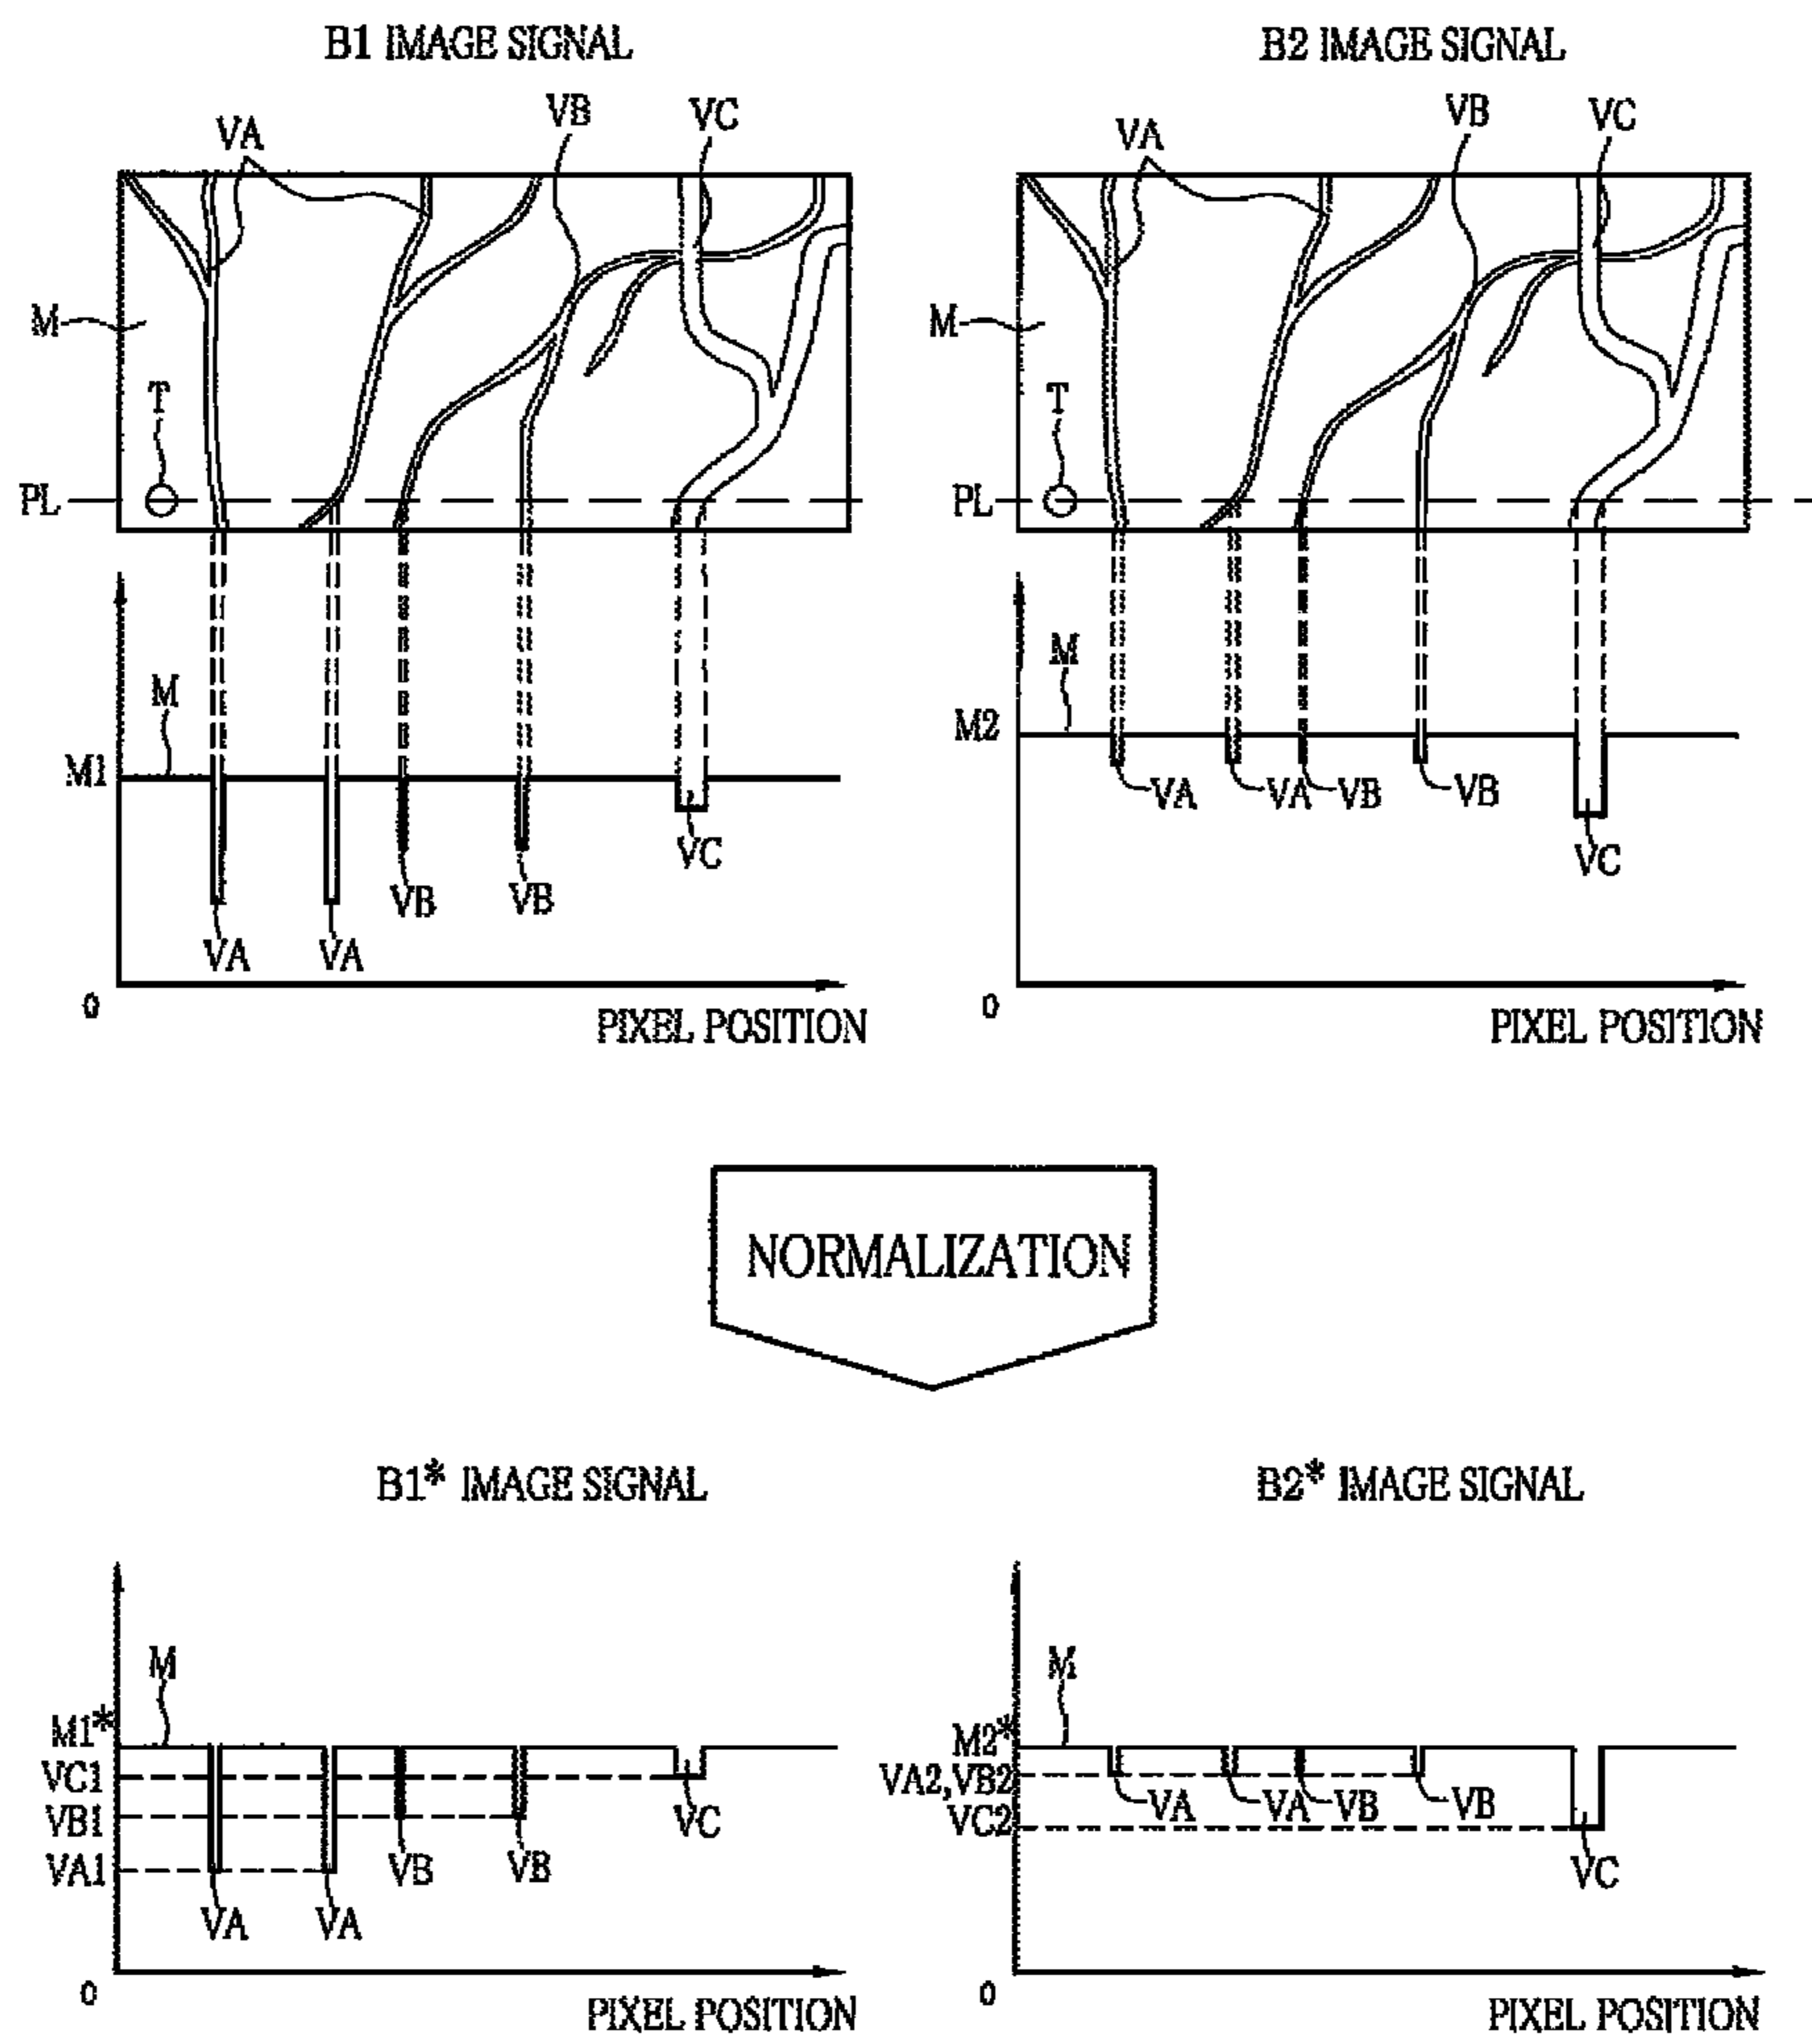 B1 IMAGE SIGNAL
VA
VB
VC
M
T
PL
M
M1
VA
VA
VB
VB
VC
0
PIXEL POSITION
B2 IMAGE SIGNAL
VA
VB
VC
M
T
PL
M
M2
VA
VA
VB
VB
VC
0
PIXEL POSITION
NORMALIZATION
B1* IMAGE SIGNAL
M
M1*
VC1
VB1
VA1
VA
VA
VB
VB
VC
0
PIXEL POSITION
B2* IMAGE SIGNAL
M
M2*
VA2,VB2
VC2
VA
VA
VB
VB
VC
0
PIXEL POSITION